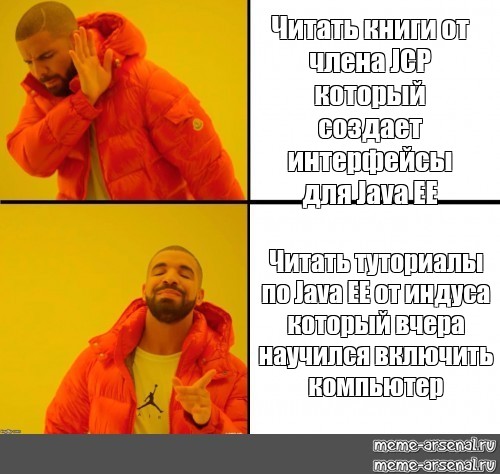 Читать книги от
члена JCP
который
создает
интерфейсы
для Java EE
Читать туториалы
по Java EE от индуса
который вчера
научился включить
компьютер
meme-arsenal.ru
meme-arsenal.ru